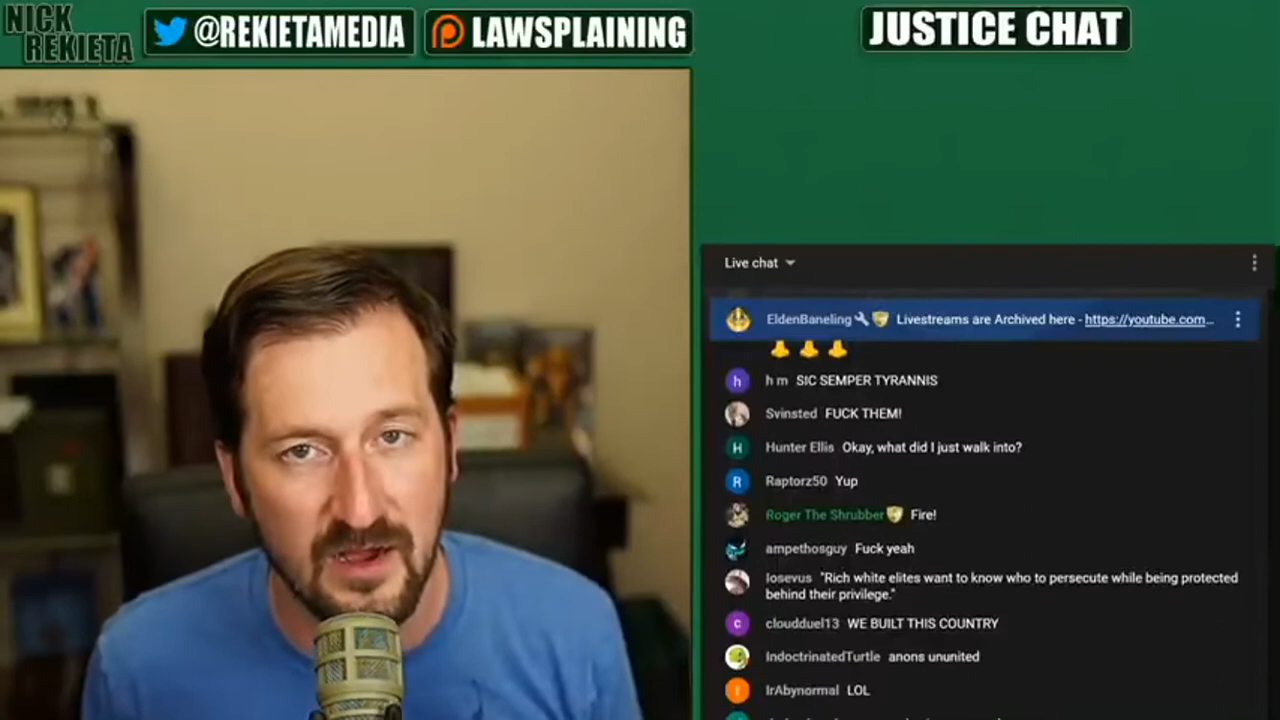 NICK
REKIETA
@REKIETAMEDIA
LAWSPLAINING
JUSTICE CHAT
Live chat
EldenBaneling Livestreams are Archived here - https://youtube.com...
h
h m SIC SEMPER TYRANNIS
Svinsted FUCK THEM!
H
Hunter Ellis Okay, what did I just walk into?
R
Raptorz50 Yup
Roger The Shrubber Fire!
ampethosguy Fuck yeah
Iosevus "Rich white elites want to know who to persecute while being protected
behind their privilege."
c
cloudduel13 WE BUILT THIS COUNTRY
IndoctrinatedTurtle anons ununited
I
IrAbynormal LOL